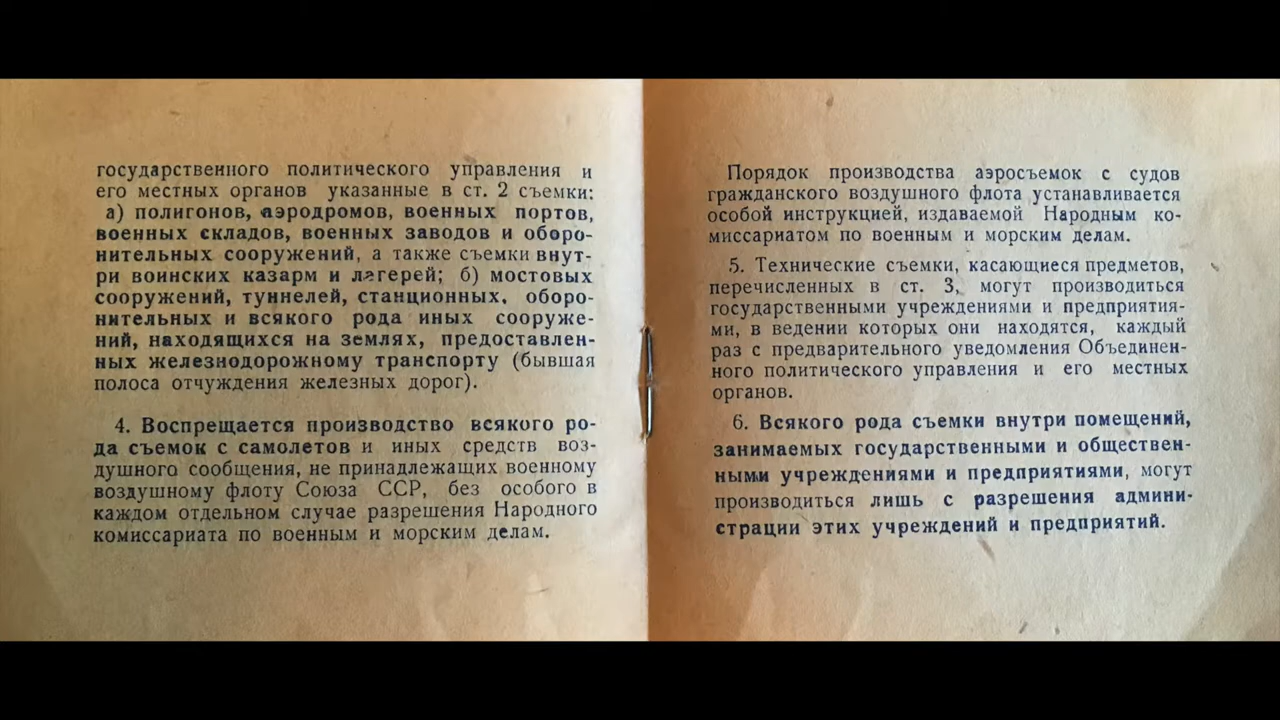 государственного политического управления и
его местных органов указанные в ст. 2 съемки:
а) полигонов, аэродромов, военных портов,
военных складов, военных заводов и оборо-
нительных сооружений, а также съемки внут-
ри воинских казарм и лагерей; б) мостовых
сооружений, туннелей, станционных, оборо-
нительных и всякого рода иных сооруже-
ний, находящихся на землях, предоставлен-
ных железнодорожному транспорту (бывшая
полоса отчуждения железных дорог).
4. Воспрещается производство всякого ро-
да съемок с самолетов и иных средств воз-
душного сообщения, не принадлежащих военному
воздушному флоту Союза ССР, без особого в
каждом отдельном случае разрешения Народного
комиссариата по военным и морским делам.
Порядок производства аэросъемок с судов
гражданского воздушного флота устанавливается
особой инструкцией, издаваемой Народным ко-
миссариатом по военным и морским делам.
5. Технические съемки, касающиеся предметов,
перечисленных в ст. 3, могут производиться
государственными учреждениями и предприятия-
ми, в ведении которых они находятся, каждый
раз с предварительного уведомления Объединен-
ного политического управления и его местных
органов.
6. Всякого рода съемки внутри помещений,
занимаемых государственными и обществен-
ными учреждениями и предприятиями, могут
производиться лишь с разрешения админи-
страции этих учреждений и предприятий.